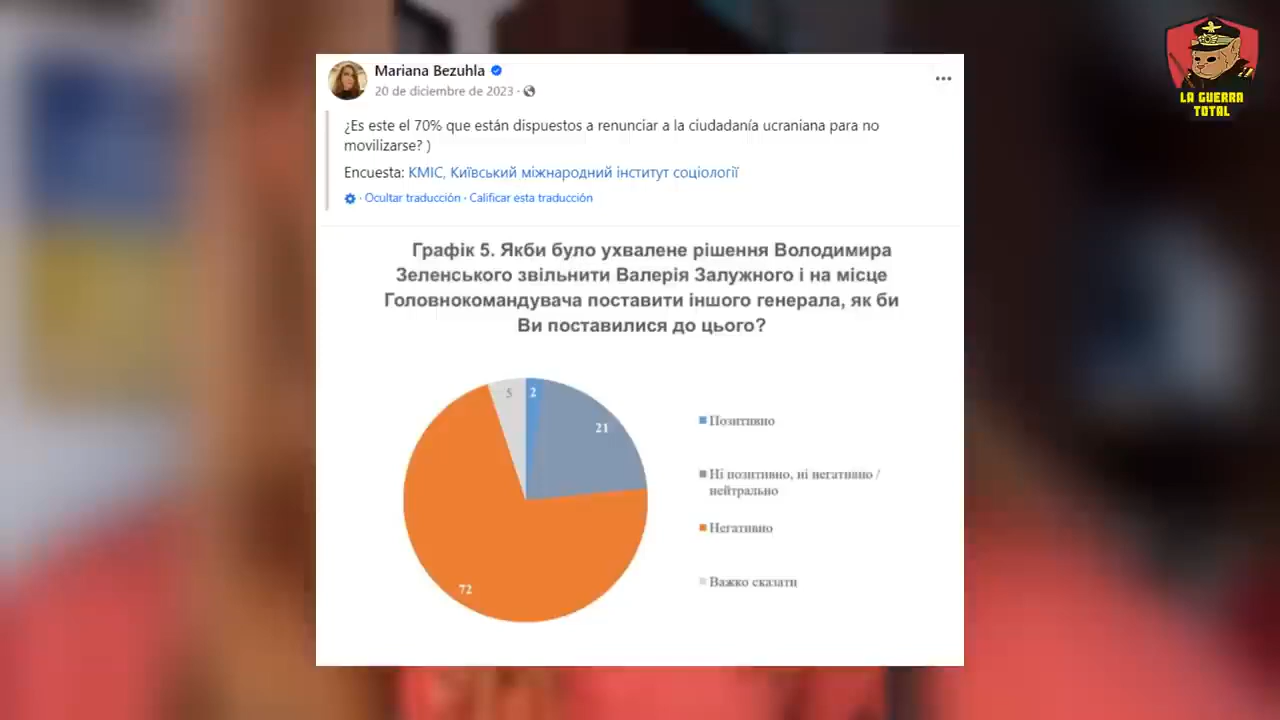 Mariana Bezuhla
20 de diciembre de 2023 ·
LA GUERRA
TOTAL
¿Es este el 70% que están dispuestos a renunciar a la ciudadanía ucraniana para no
movilizarse? )
Encuesta: КМІС, Київський міжнародний інститут соціології
· Ocultar traducción · Calificar esta traducción
Графік 5. Якби було ухвалене рішення Володимира
Зеленського звільнити Валерія Залужного і на місце
Головнокомандувача поставити іншого генерала, як би
Ви поставилися до цього?
5
2
21
72
Позитивно
Ні позитивно, ні негативно /
нейтрально
Негативно
Важко сказати